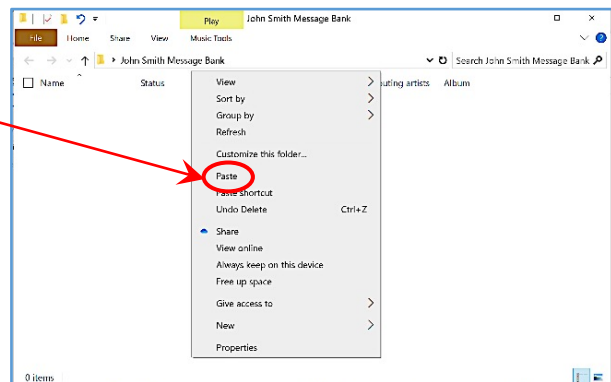 Play John Smith Message Bank
File Home Share View Music Tools
John Smith Message Bank Search John Smith Message Bank
Name Status uting artists Album
View
Sort by
Group by
Refresh
Customize this folder...
Paste
Paste shortcut
Undo Delete Ctrl+Z
Share
View online
Always keep on this device
Free up space
Give access to
New
Properties
0 items